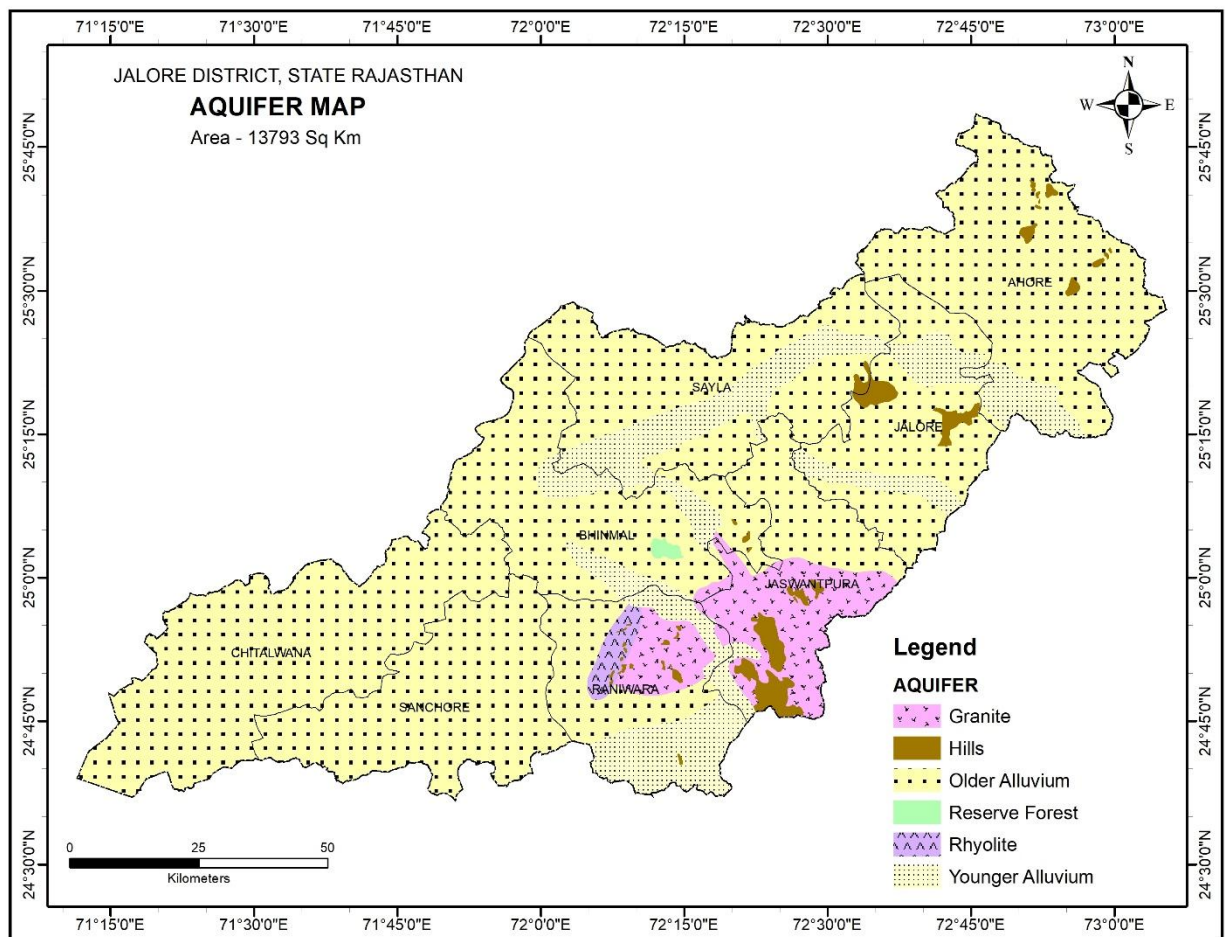 71°15'0"E 71°30'0"E 71°45'0"E 72°0'0"E 72°15'0"E 72°30'0"E 72°45'0"E 73°0'0"E
JALORE DISTRICT, STATE RAJASTHAN
AQUIFER MAP
Area - 13793 Sq Km
N
W E
S
25°45'0"N 25°45'0"N
25°30'0"N 25°30'0"N
AHORE
SAYLA
25°15'0"N 25°15'0"N
JALORE
BHINMAL
25°0'0"N 25°0'0"N
JASWANTPURA
CHITALWANA
RANIWARA
SANCHORE
24°45'0"N 24°45'0"N
Legend
AQUIFER
Granite
Hills
Older Alluvium
Reserve Forest
Rhyolite
Younger Alluvium
0 25 50
Kilometers
24°30'0"N 24°30'0"N
71°15'0"E 71°30'0"E 71°45'0"E 72°0'0"E 72°15'0"E 72°30'0"E 72°45'0"E 73°0'0"E